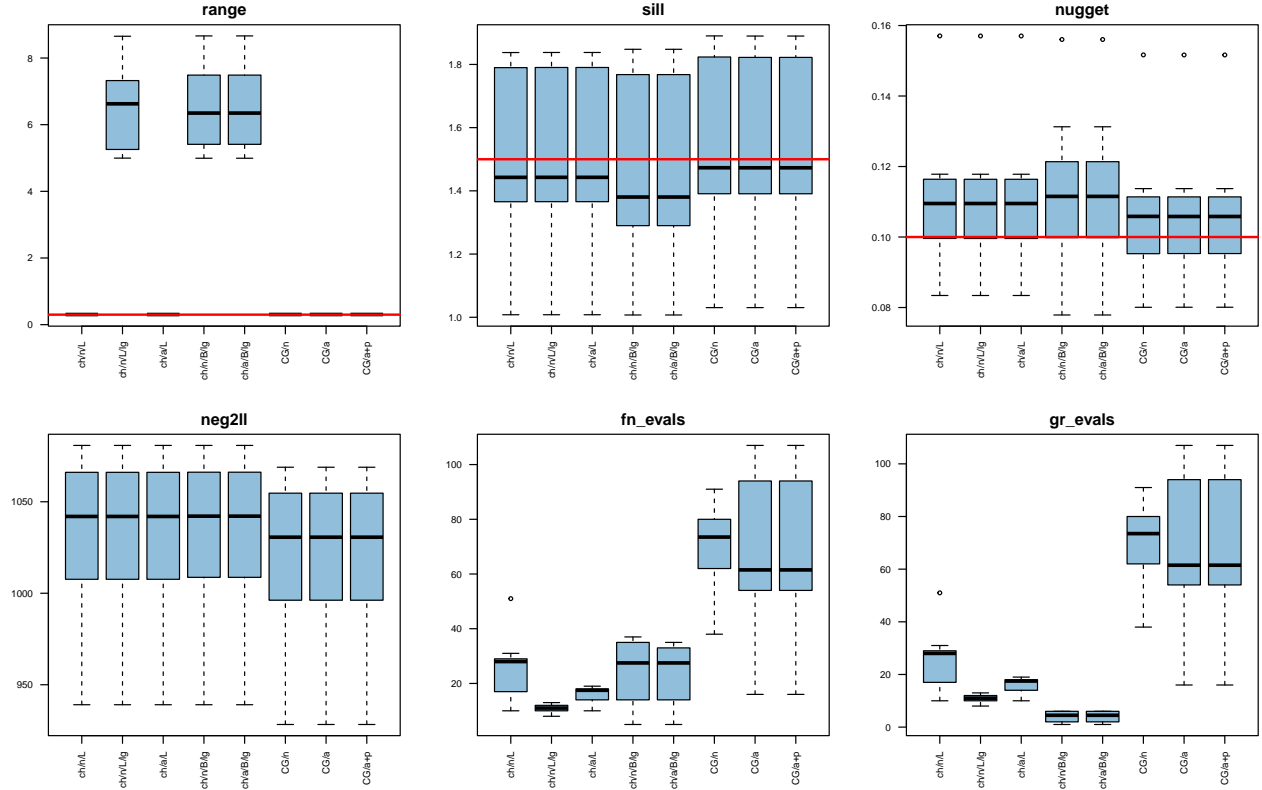 range
8
6
4
2
0
ch/n/L
ch/n/L/lg
ch/a/L
ch/n/B/lg
ch/a/B/lg
CG/n
CG/a
CG/a+p
sill
1.8
1.6
1.4
1.2
1.0
ch/n/L
ch/n/L/lg
ch/a/L
ch/n/B/lg
ch/a/B/lg
CG/n
CG/a
CG/a+p
nugget
0.16
0.14
0.12
0.10
0.08
ch/n/L
ch/n/L/lg
ch/a/L
ch/n/B/lg
ch/a/B/lg
CG/n
CG/a
CG/a+p
neg2ll
1050
1000
950
ch/n/L
ch/n/L/lg
ch/a/L
ch/n/B/lg
ch/a/B/lg
CG/n
CG/a
CG/a+p
fn_evals
100
80
60
40
20
ch/n/L
ch/n/L/lg
ch/a/L
ch/n/B/lg
ch/a/B/lg
CG/n
CG/a
CG/a+p
gr_evals
100
80
60
40
20
0
ch/n/L
ch/n/L/lg
ch/a/L
ch/n/B/lg
ch/a/B/lg
CG/n
CG/a
CG/a+p